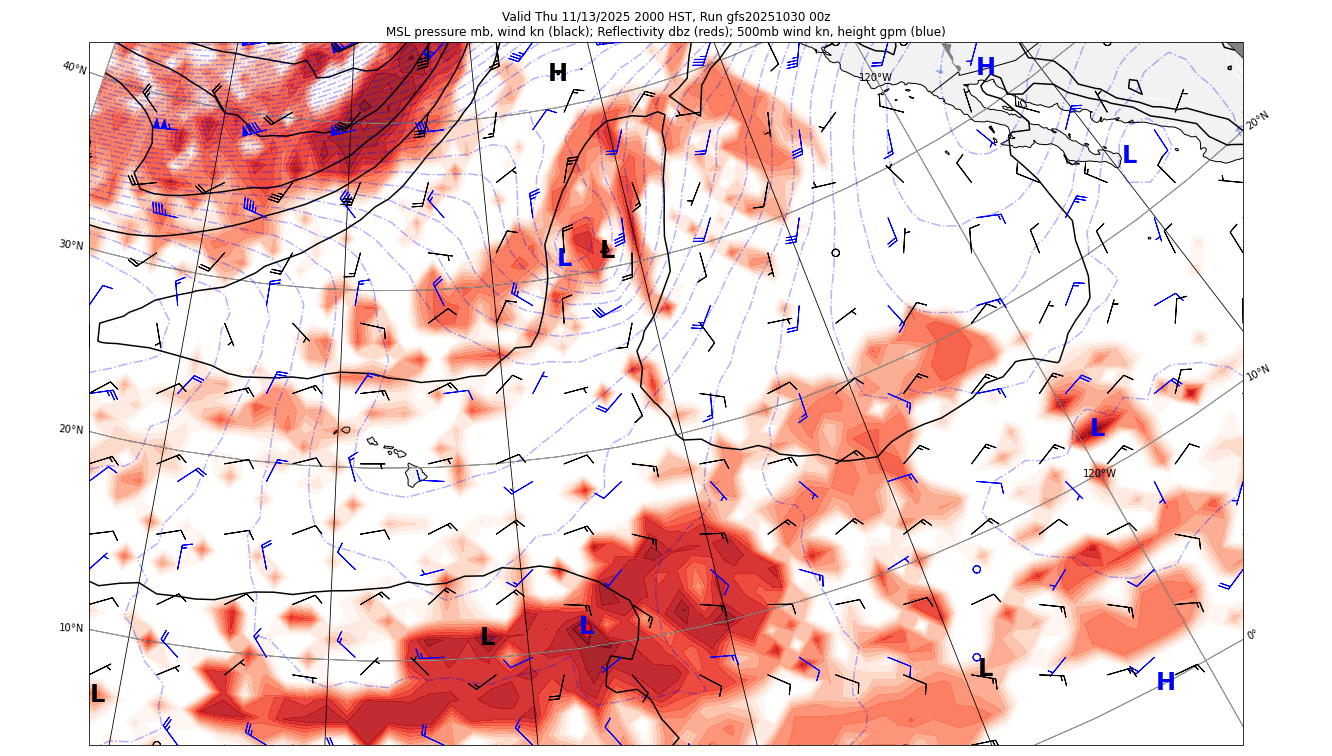 Valid Thu 11/13/2025 2000 HST, Run gfs20251030 00z
MSL pressure mb, wind kn (black); Reflectivity dbz (reds); 500mb wind kn, height gpm (blue)
40°N
H
H
120°W
20°N
L
30°N
L
L
10°N
20°N
L
120°W
10°N
L
L
0°
L
L
H